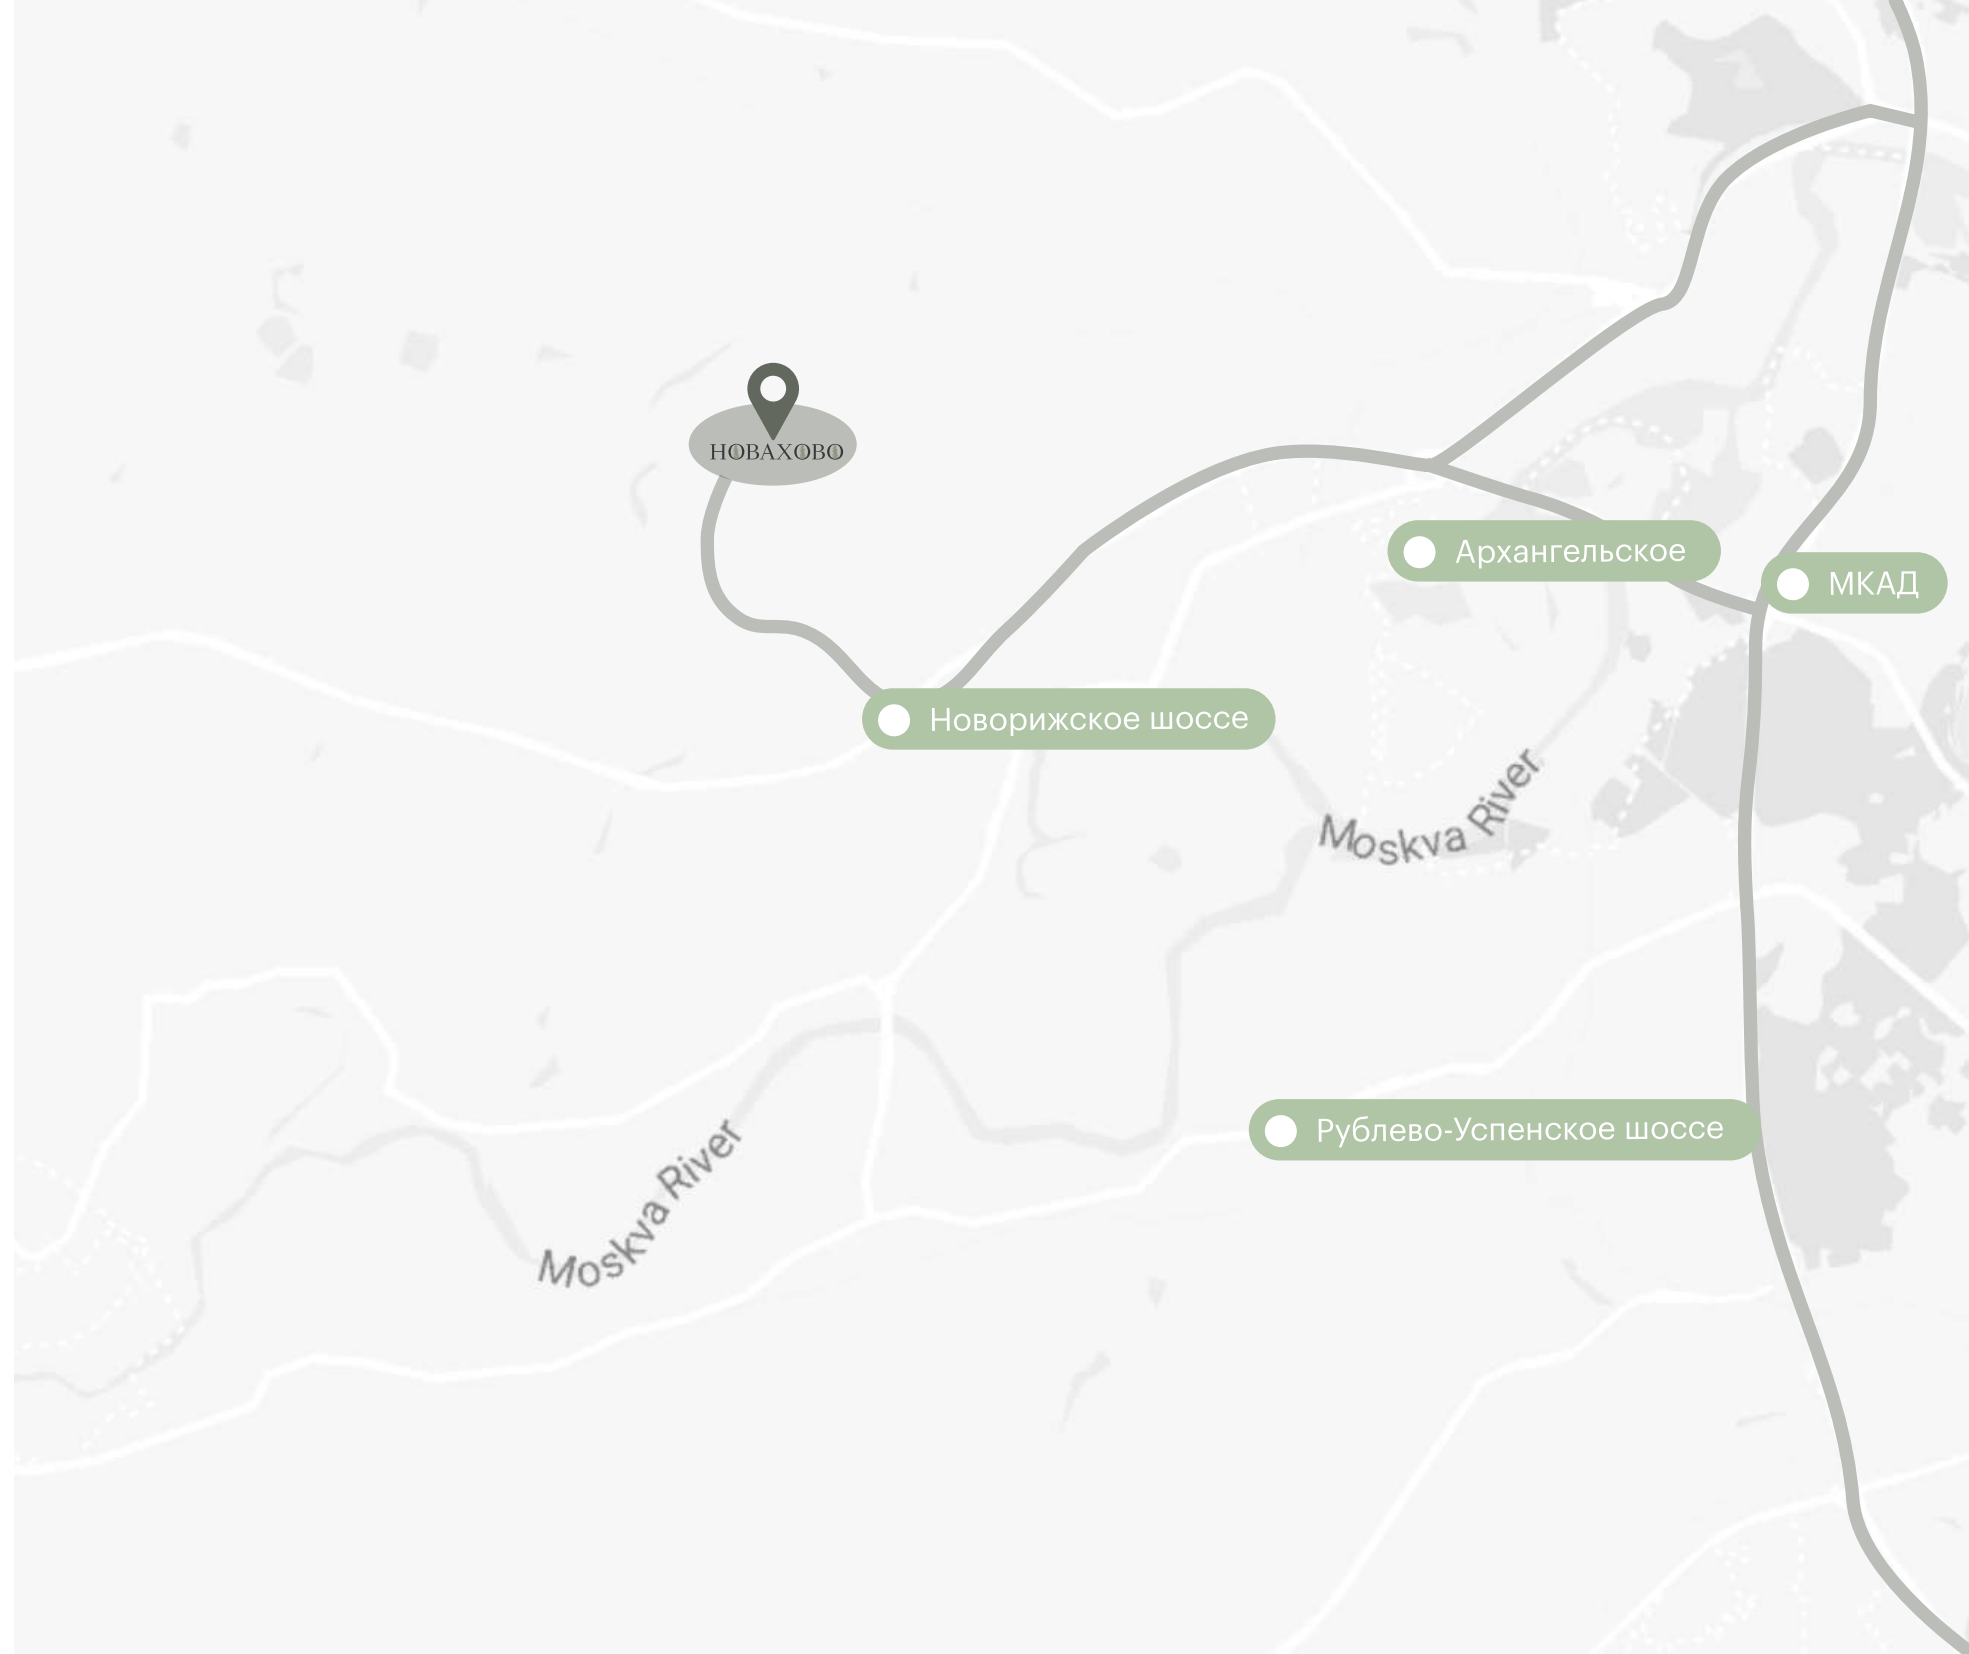 НОВАХОВО
Архангельское
МКАД
Новорижское шоссе
Moskva River
Рублево-Успенское шоссе
Moskva River